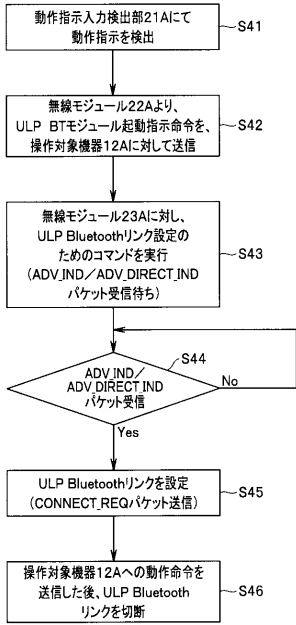 動作指示入力検出部21Aにて
動作指示を検出
S41
無線モジュール22Aより、
ULP BTモジュール起動指示命令を、
操作対象機器12Aに対して送信
S42
無線モジュール23Aに対し、
ULP Bluetoothリンク設定の
ためのコマンドを実行
(ADV_IND/ADV_DIRECT_IND
パケット受信待ち)
S43
S44
ADV_IND/
ADV_DIRECT_IND
パケット受信
No
Yes
ULP Bluetoothリンクを設定
(CONNECT_REQパケット送信)
S45
操作対象機器12Aへの動作命令を
送信した後、ULP Bluetooth
リンクを切断
S46